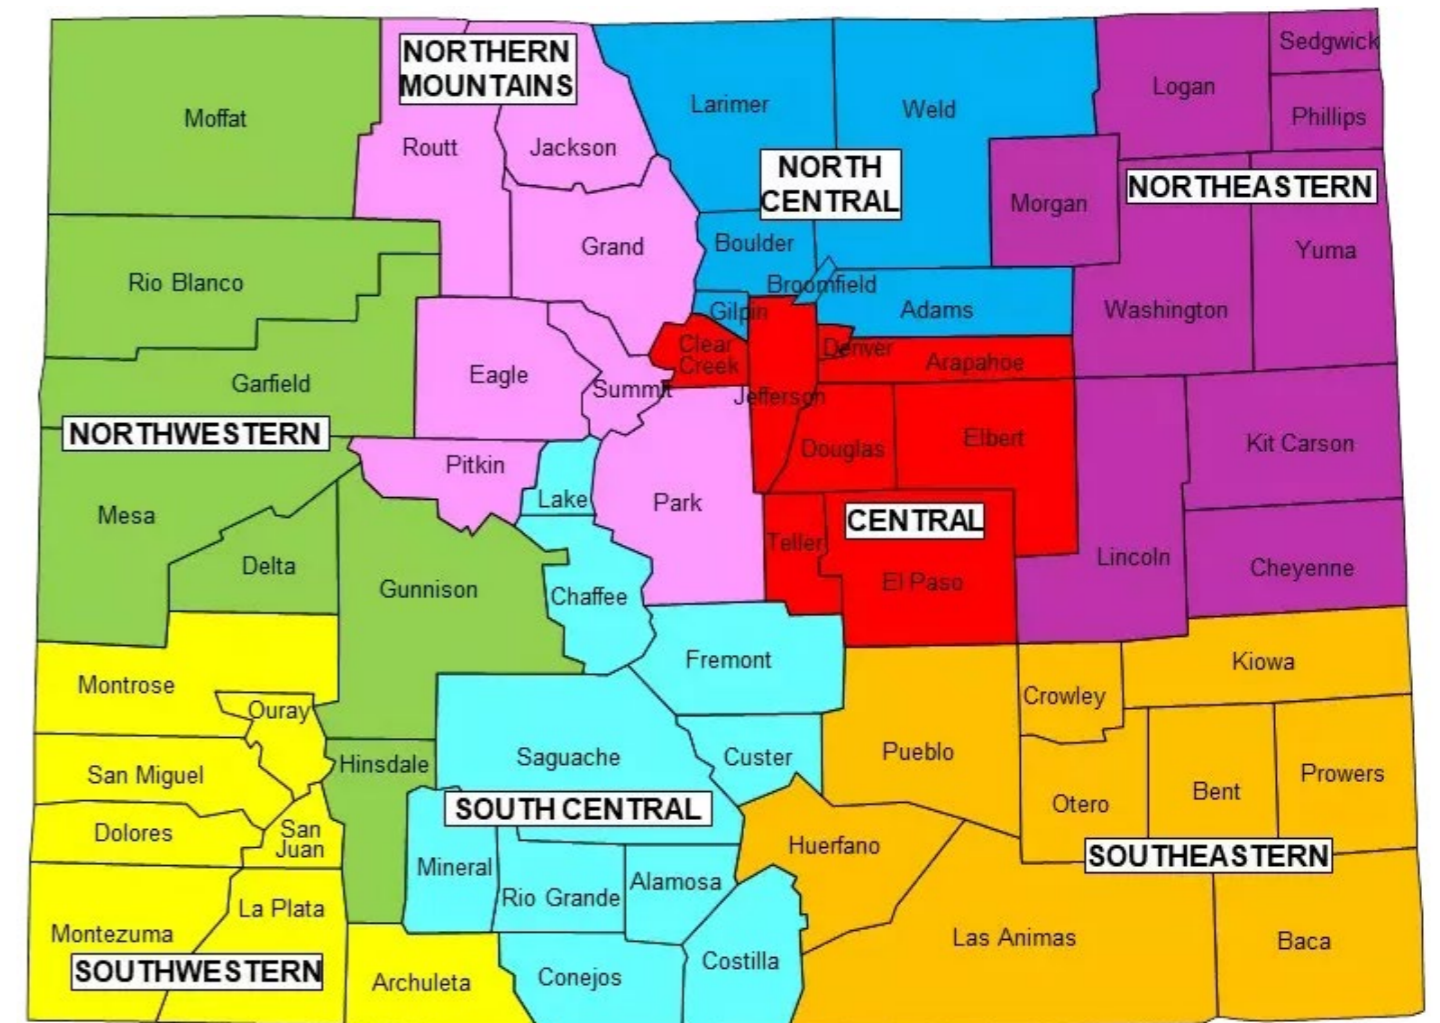 Sedgwick
NORTHERN
MOUNTAINS
Logan
Moffat
Larimer
Weld
Phillips
Routt
Jackson
NORTH
CENTRAL
NORTHEASTERN
Morgan
Grand
Boulder
Yuma
Rio Blanco
Broomfield
Gilpin
Adams
Washington
Clear
Creek
Denver
Arapahoe
Garfield
Eagle
Summit
Jefferson
NORTHWESTERN
Douglas
Elbert
Kit Carson
Pitkin
Lake
Park
Mesa
CENTRAL
Teller
Lincoln
Delta
Cheyenne
Gunnison
Chaffee
El Paso
Fremont
Kiowa
Montrose
Crowley
Ouray
Hinsdale
Saguache
Custer
Pueblo
San Miguel
Prowers
Bent
Otero
SOUTH CENTRAL
Dolores
San
Juan
Huerfano
SOUTHEASTERN
Mineral
Rio Grande
Alamosa
La Plata
Montezuma
Las Animas
Baca
SOUTHWESTERN
Archuleta
Conejos
Costilla